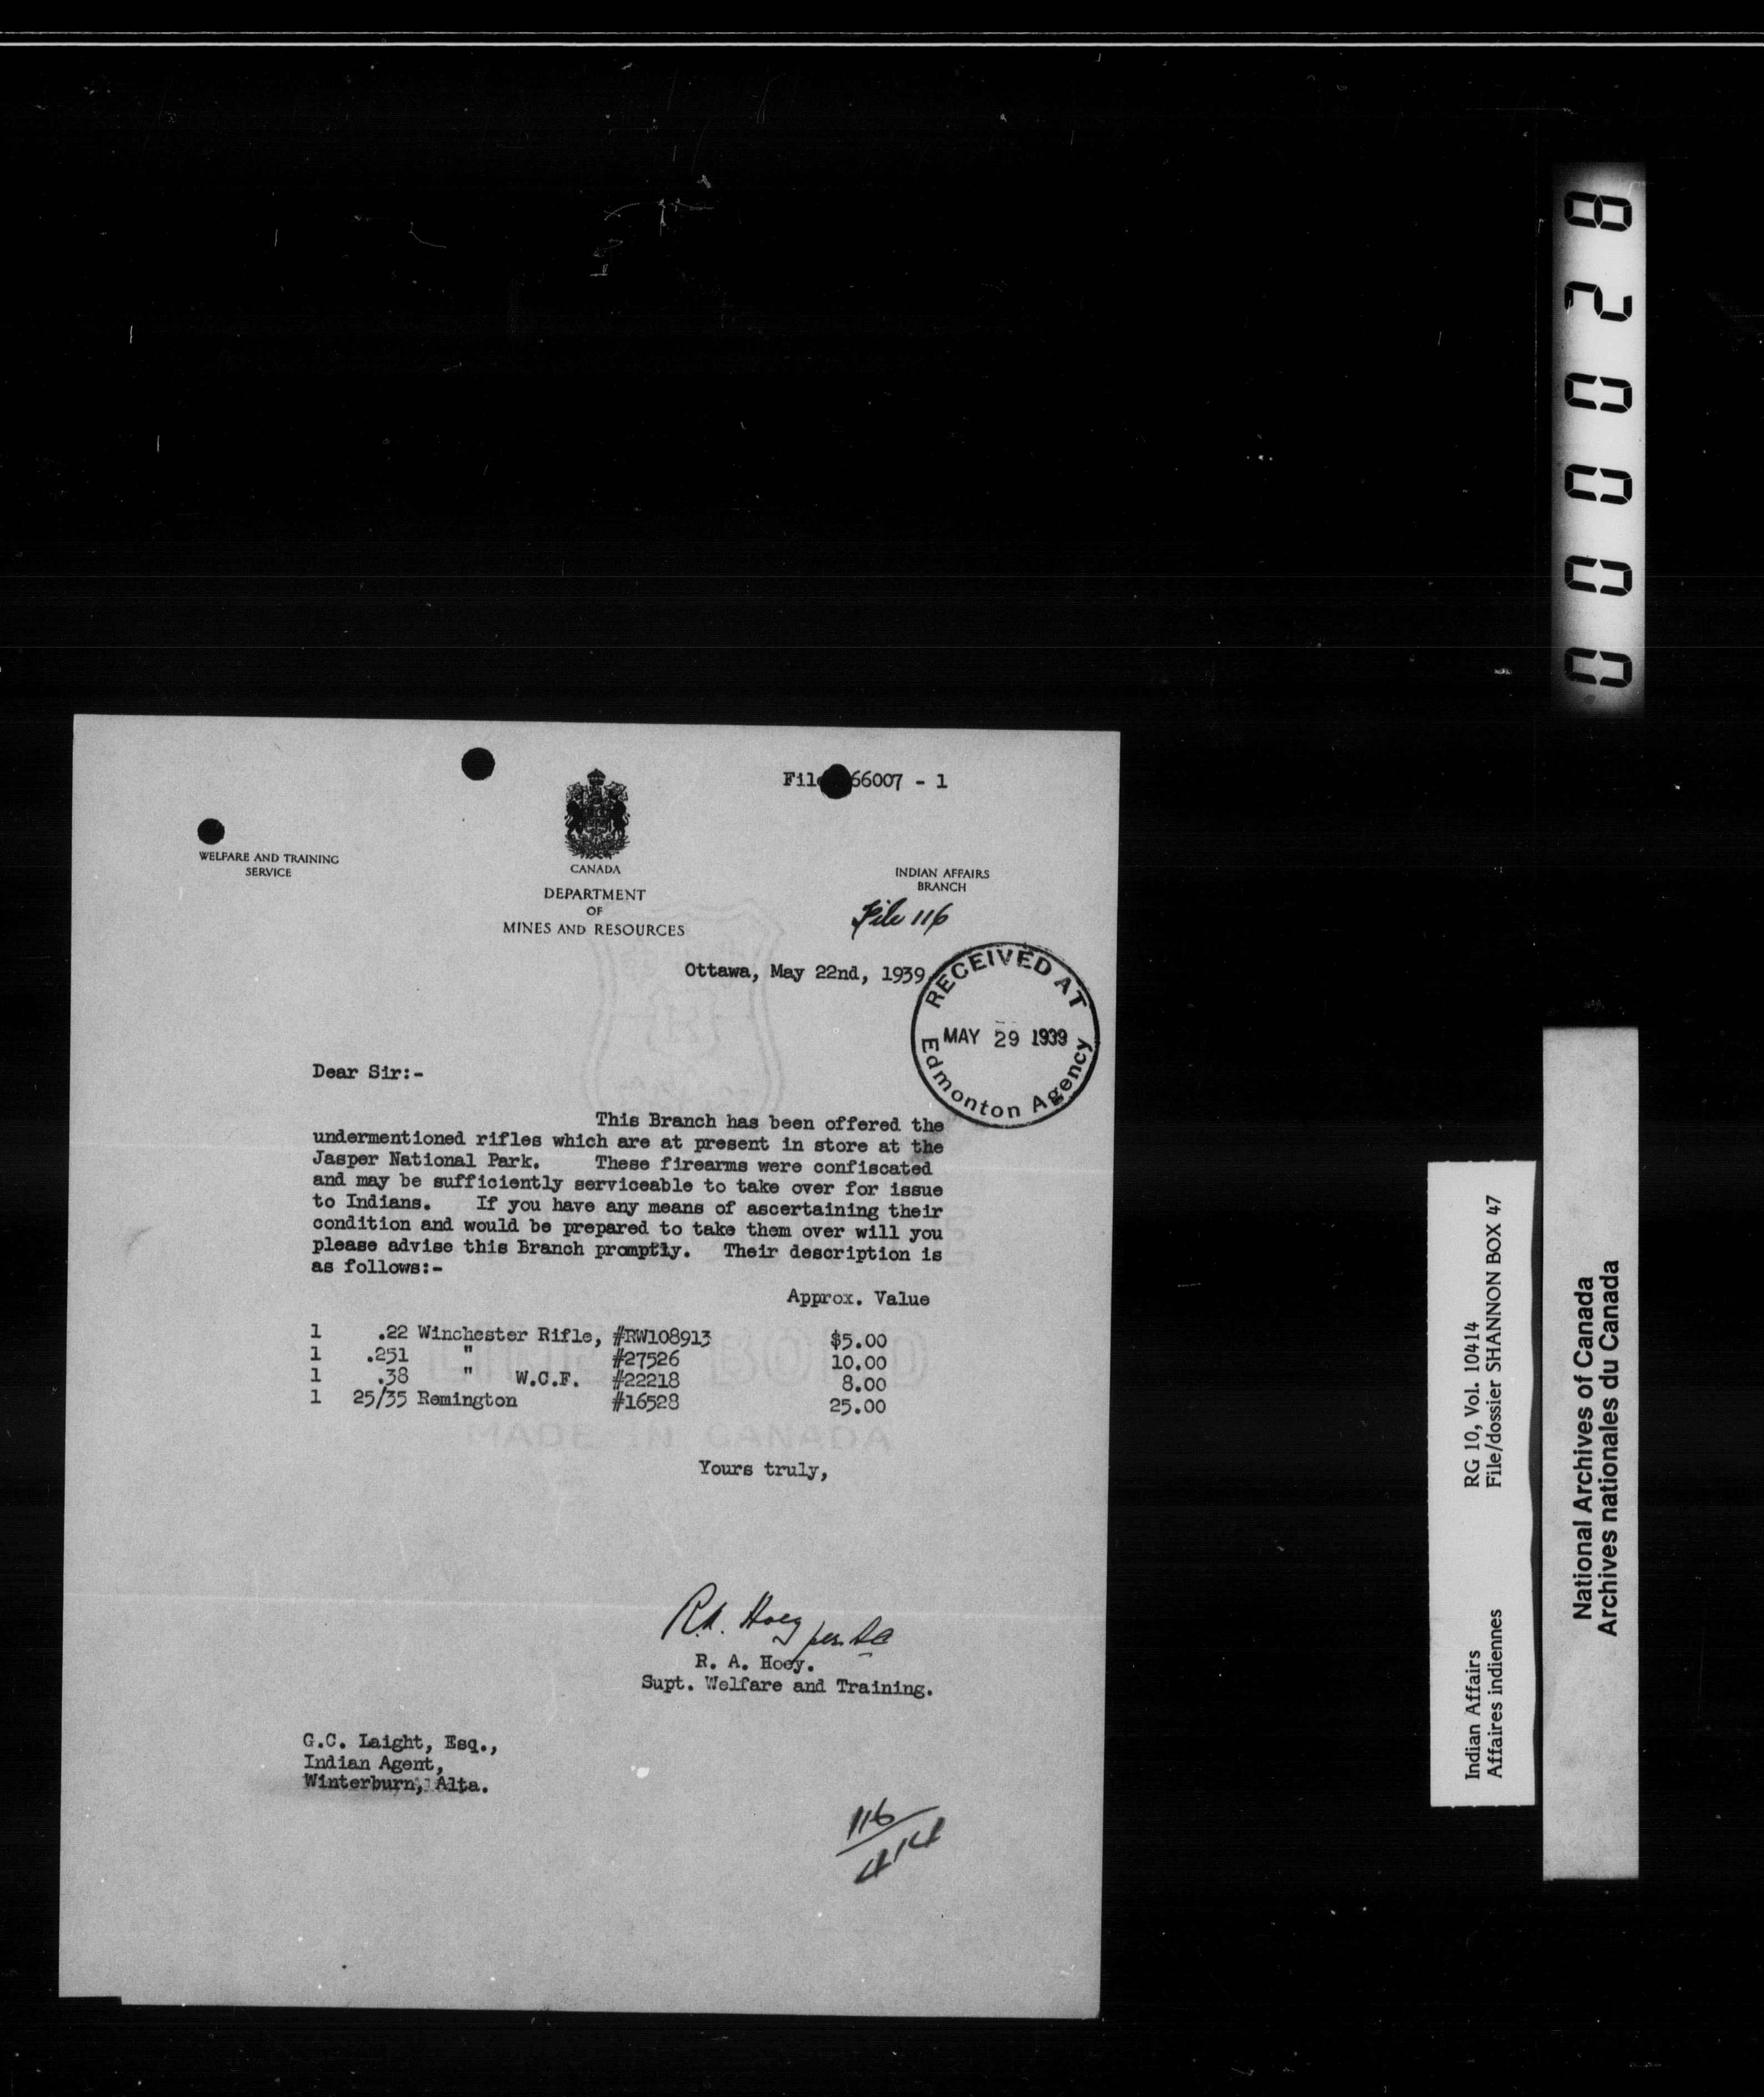 File 66007 - 1
WELFARE AND TRAINING
SERVICE
CANADA
DEPARTMENT
OF
MINES AND RESOURCES
INDIAN AFFAIRS
BRANCH
File 116
Ottawa, May 22nd, 1939
RECEIVED AT
MAY 29 1939
Edmonton Agency
Dear Sir:-
This Branch has been offered the
undermentioned rifles which are at present in store at the
Jasper National Park. These firearms were confiscated
and may be sufficiently serviceable to take over for issue
to Indians. If you have any means of ascertaining their
condition and would be prepared to take them over will you
please advise this Branch promptly. Their description is
as follows:-
Approx. Value
1 .22 Winchester Rifle, #RW108913 $5.00
1 .251 " #27526 10.00
1 .38 " W.C.F. #22218 8.00
1 25/35 Remington #16528 25.00
MADE IN CANADA
Yours truly,
R.A. Hoey per
R. A. Hoey.
Supt. Welfare and Training.
G.C. Laight, Esq.,
Indian Agent,
Winterburn, Alta.
116
414
000028
Indian Affairs RG 10, Vol. 10414
Affaires indiennes File/dossier SHANNON BOX 47
National Archives of Canada
Archives nationales du Canada